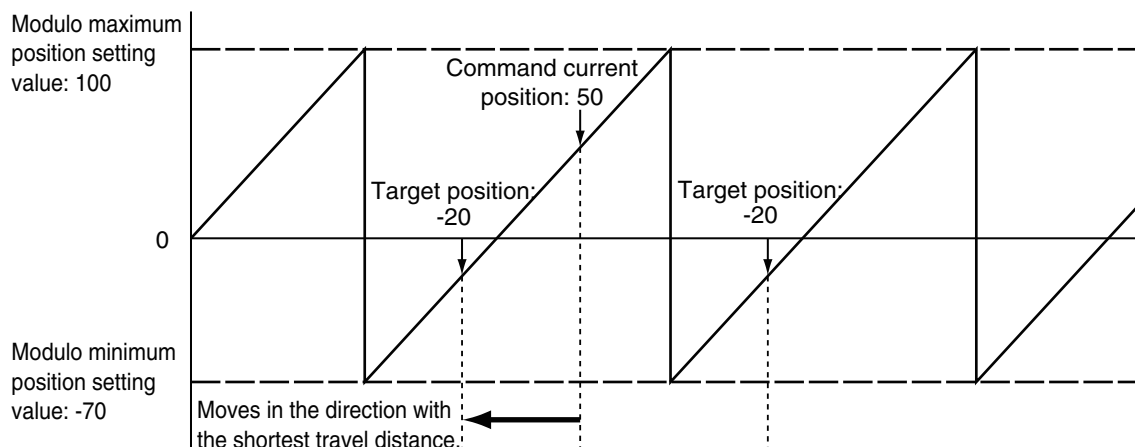 Modulo maximum
position setting
value: 100
Command current
position: 50
Target position:
-20
Target position:
-20
0
Modulo minimum
position setting
value: -70
Moves in the direction with
the shortest travel distance.